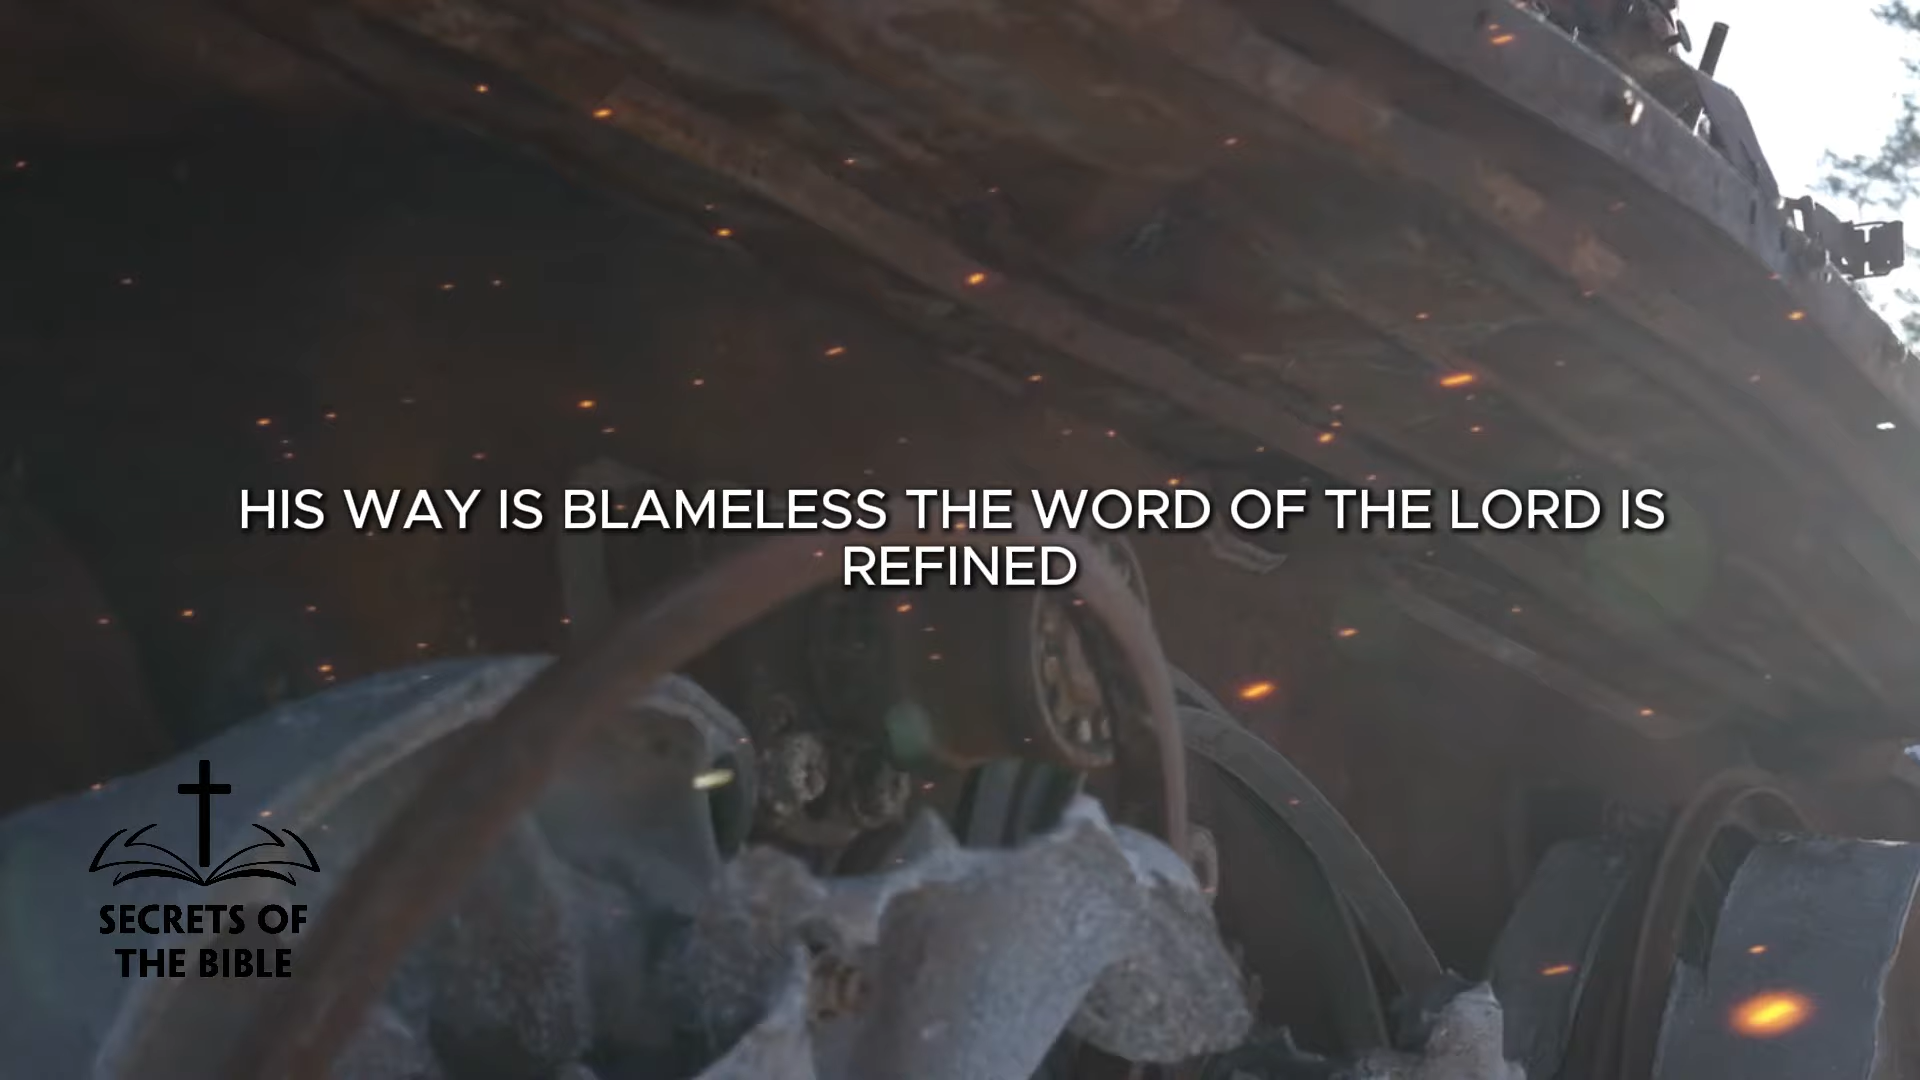 HIS WAY IS BLAMELESS THE WORD OF THE LORD IS
REFINED
SECRETS OF
THE BIBLE